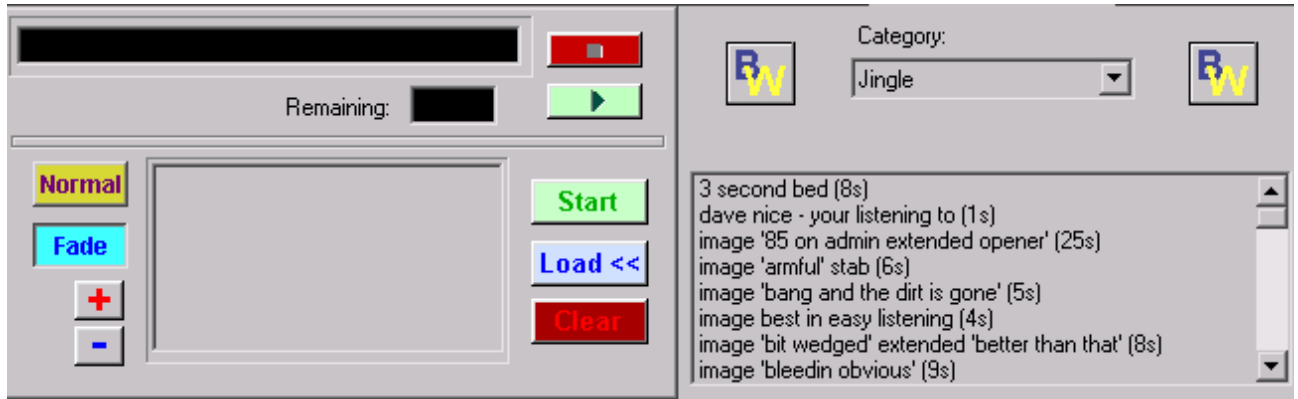 Remaining:
Normal
Fade
+
-
Start
Load <<
Clear
BW
Category:
Jingle
BW
3 second bed (8s)
dave nice - your listening to (1s)
image '85 on admin extended opener' (25s)
image 'armful' stab (6s)
image 'bang and the dirt is gone' (5s)
image best in easy listening (4s)
image 'bit wedged' extended 'better than that' (8s)
image 'bleedin obvious' (9s)